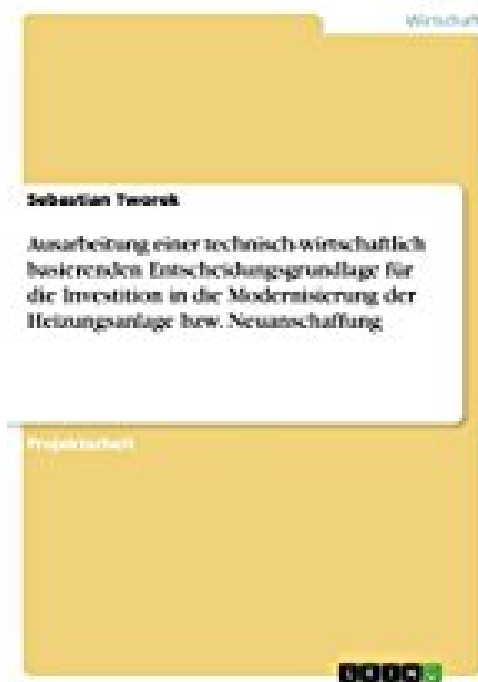 Wirtschaft
Sebastian Tworek
Ausarbeitung einer technisch-wirtschaftlich
basierenden Entscheidungsgrundlage für
die Investition in die Modernisierung der
Heizungsanlage bzw. Neuanschaffung
Projektarbeit
GRIN